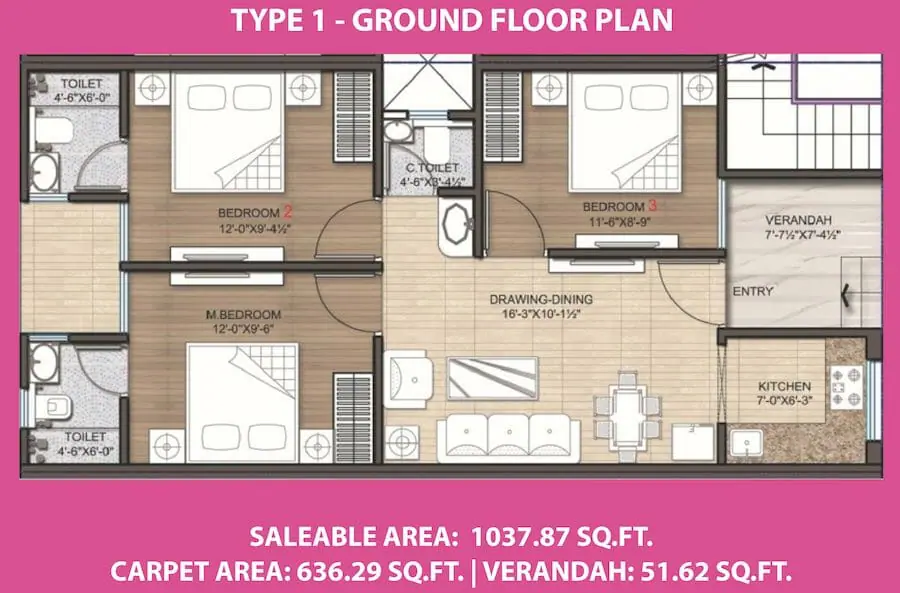 TYPE 1 - GROUND FLOOR PLAN
TOILET
4'-6"X6'-0"
C.TOILET
4'-6"X3'-4½"
BEDROOM 2
12'-0"X9'-4½"
BEDROOM 3
11'-6"X8'-9"
VERANDAH
7'-7½"X7'-4½"
ENTRY
M.BEDROOM
12'-0"X9'-6"
DRAWING-DINING
16'-3"X10'-1½"
KITCHEN
7'-0"X6'-3"
TOILET
4'-6"X6'-0"
SALEABLE AREA: 1037.87 SQ.FT.
CARPET AREA: 636.29 SQ.FT. | VERANDAH: 51.62 SQ.FT.